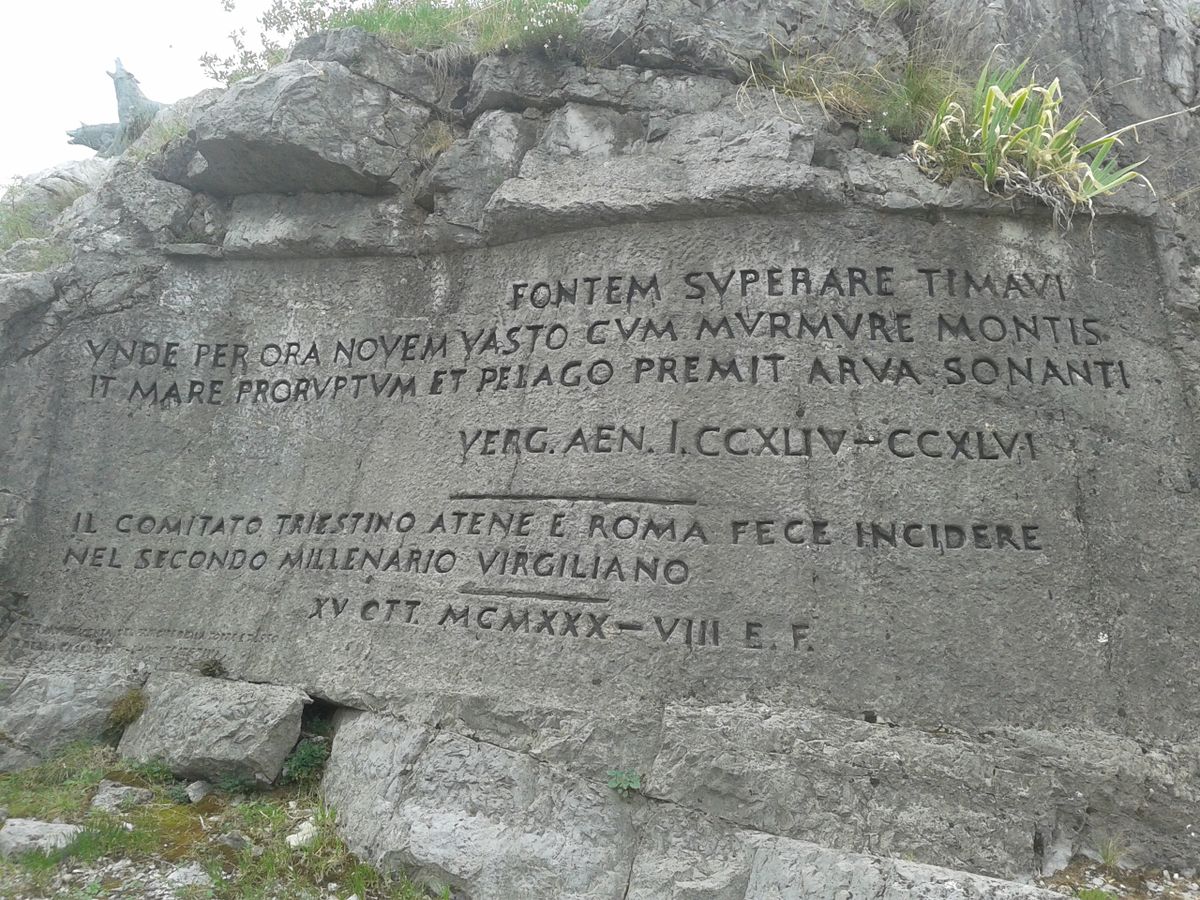 FONTEM SVPERARE TIMAVI
VNDE PER ORA NOVEM VASTO CVM MVRMVRE MONTIS
IT MARE PRORVPTVM ET PELAGO PREMIT ARVA SONANTI
VERG. AEN. I. CCXLIV – CCXLVI
IL COMITATO TRIESTINO ATENE E ROMA FECE INCIDERE
NEL SECONDO MILLENARIO VIRGILIANO
XV OTT. MCMXXX – VIII E. F.